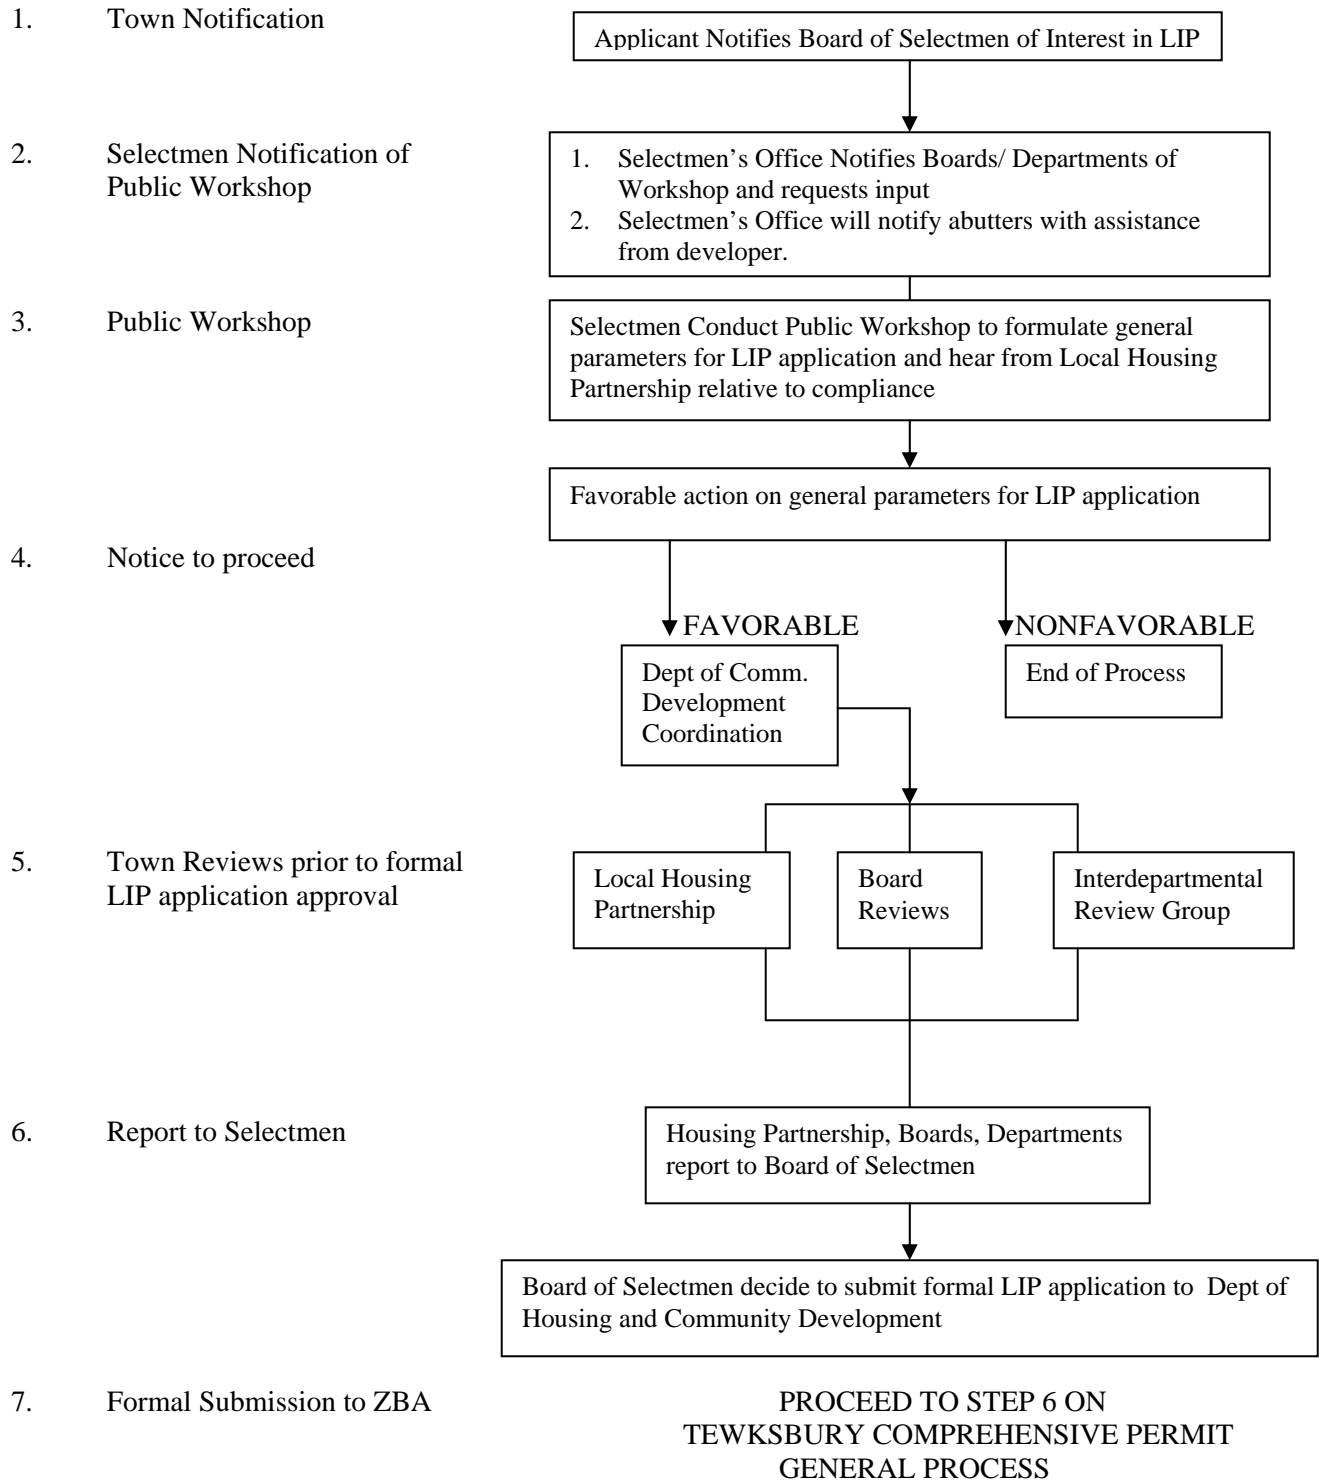 1. Town Notification
Applicant Notifies Board of Selectmen of Interest in LIP
2. Selectmen Notification of
Public Workshop
1. Selectmen’s Office Notifies Boards/ Departments of
Workshop and requests input
2. Selectmen’s Office will notify abutters with assistance
from developer.
3. Public Workshop
Selectmen Conduct Public Workshop to formulate general
parameters for LIP application and hear from Local Housing
Partnership relative to compliance
Favorable action on general parameters for LIP application
4. Notice to proceed
FAVORABLE
NONFAVORABLE
Dept of Comm.
Development
Coordination
End of Process
5. Town Reviews prior to formal
LIP application approval
Local Housing
Partnership
Board
Reviews
Interdepartmental
Review Group
6. Report to Selectmen
Housing Partnership, Boards, Departments
report to Board of Selectmen
Board of Selectmen decide to submit formal LIP application to Dept of
Housing and Community Development
7. Formal Submission to ZBA
PROCEED TO STEP 6 ON
TEWKSBURY COMPREHENSIVE PERMIT
GENERAL PROCESS